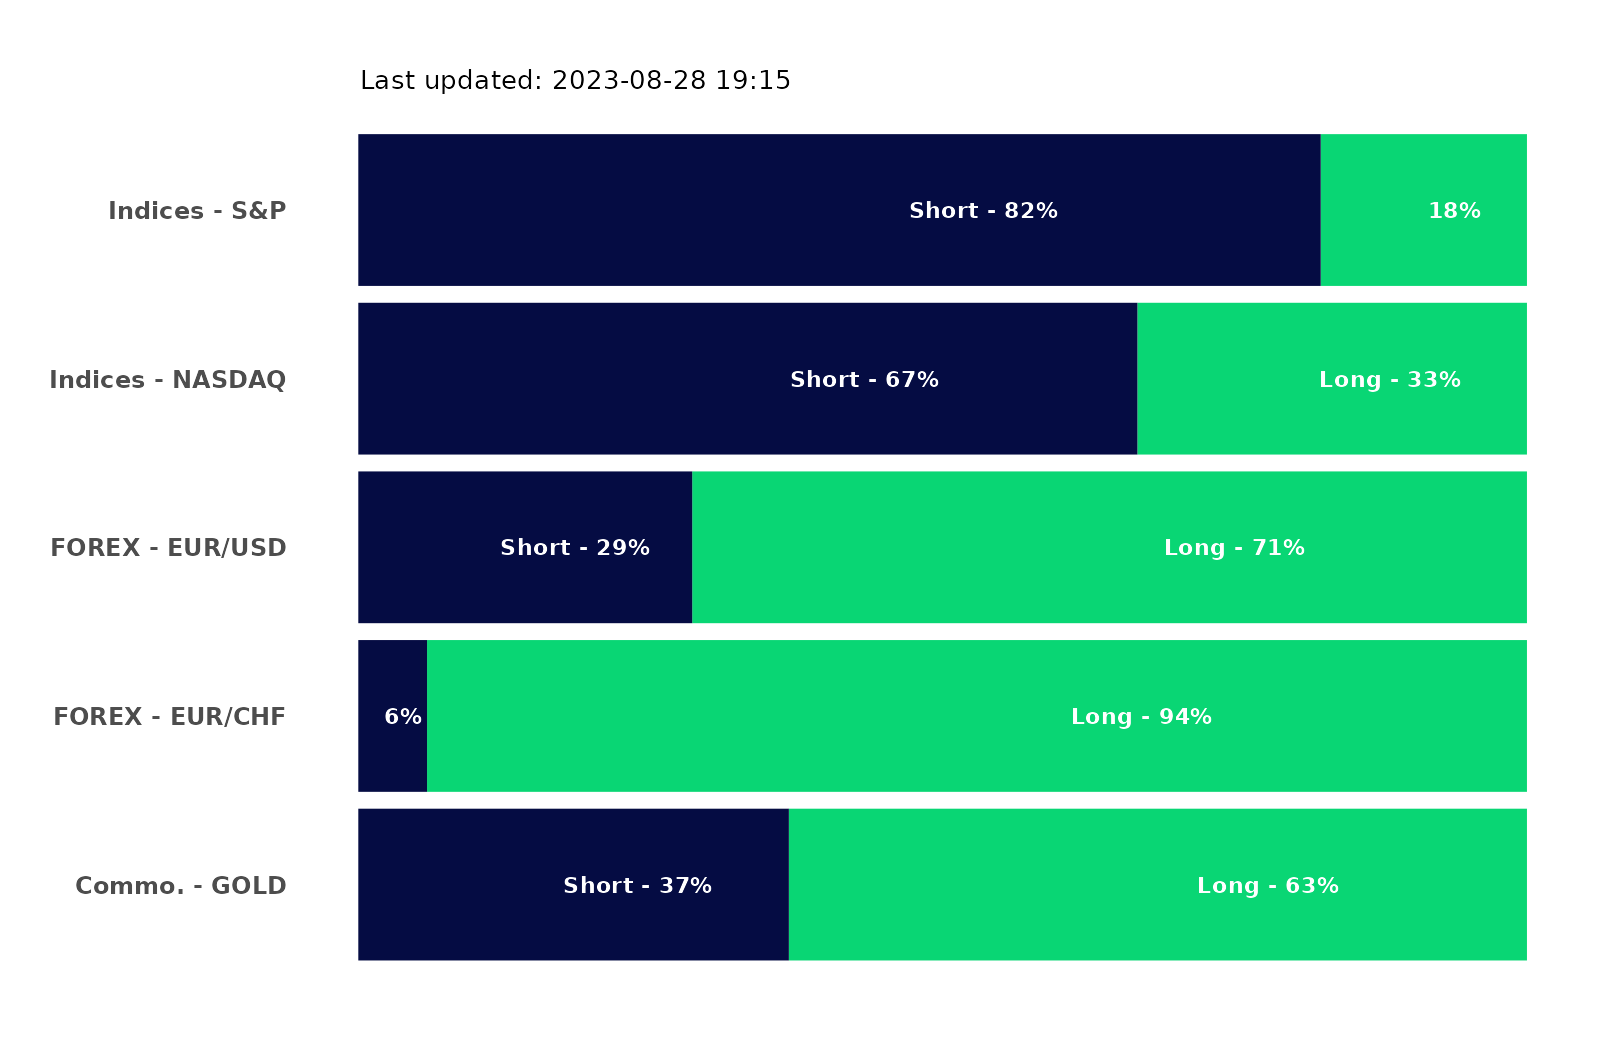 Last updated: 2023-08-28 19:15
Indices - S&P Short - 82% 18%
Indices - NASDAQ Short - 67% Long - 33%
FOREX - EUR/USD Short - 29% Long - 71%
FOREX - EUR/CHF 6% Long - 94%
Commo. - GOLD Short - 37% Long - 63%